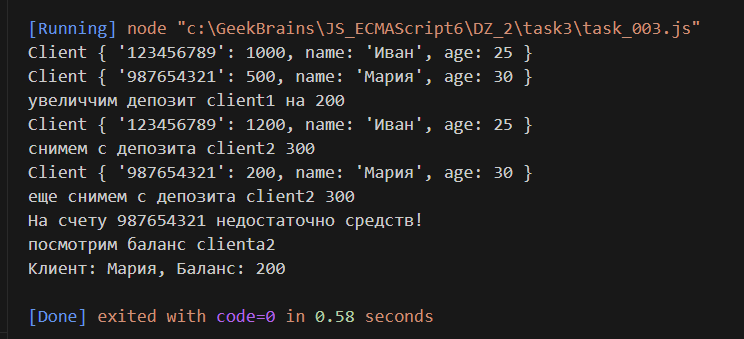 [Running] node "c:\GeekBrains\JS_ECMAScript6\DZ_2\task3\task_003.js"
Client { '123456789': 1000, name: 'Иван', age: 25 }
Client { '987654321': 500, name: 'Мария', age: 30 }
увеличчим депозит client1 на 200
Client { '123456789': 1200, name: 'Иван', age: 25 }
снимем с депозита client2 300
Client { '987654321': 200, name: 'Мария', age: 30 }
еще снимем с депозита client2 300
На счету 987654321 недостаточно средств!
посмотрим баланс clienta2
Клиент: Мария, Баланс: 200
[Done] exited with code=0 in 0.58 seconds